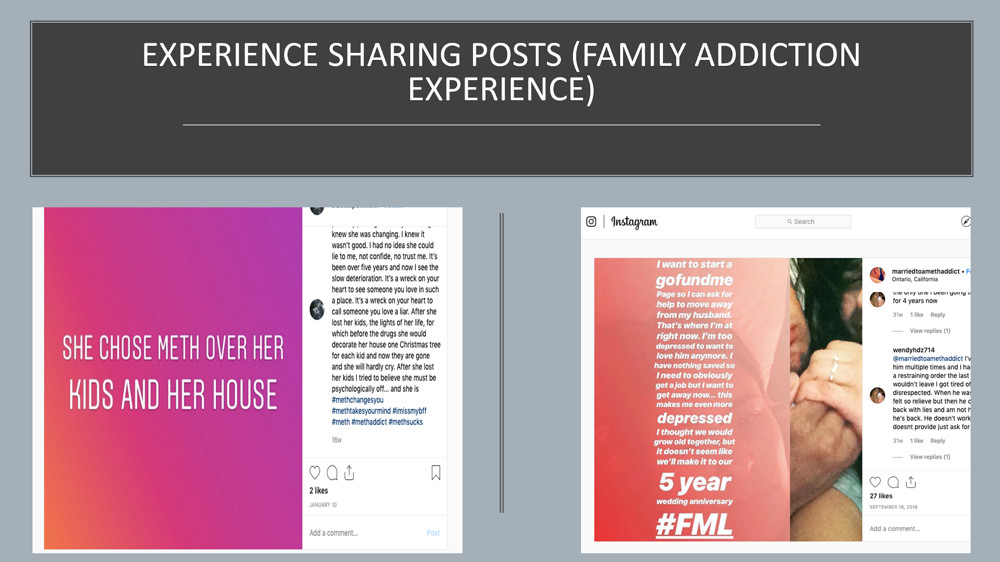 EXPERIENCE SHARING POSTS (FAMILY ADDICTION
EXPERIENCE)
SHE CHOSE METH OVER HER
KIDS AND HER HOUSE
knew she was changing. I knew it
wasn't good. I had no idea she could
lie to me, not confide, no trust me. It's
been over five years and now I see the
slow deterioration. It's a wreck on your
heart to see someone you love in such
a place. It's a wreck on your heart to
call someone you love a liar. After she
lost her kids, the lights of her life, for
which before the drugs she would
decorate her house one Christmas tree
for each kid and now they are gone
and she will hardly cry. After she lost
her kids I tried to believe she must be
psychologically off... and she is
#methchangesyou
#methtakesyourmind #imissmybff
#meth #methaddict #methsucks
16w
2 likes
JANUARY 10
Add a comment...
Post
Instagram
Search
I want to start a
gofundme
Page so I can ask for
help to move away
from my husband.
That's where I'm at
right now. I'm too
depressed to want to
love him anymore. I
have nothing saved so
I need to obviously
get a job but I want to
get away now... this
makes me even more
depressed
I thought we would
grow old together, but
it doesn't seem like
we'll make it to our
5 year
wedding anniversary
#FML
marriedtoamethaddict •
Ontario, California
the only one I been going
for 4 years now
31w 1 like Reply
View replies (1)
wendyhdz714
@marriedtoamethaddict I'v
him multiple times and I ha
a restraining order the last
wouldn't leave I got tired of
disrespected. When he was
felt so relieve but then he c
back with lies and am not h
he's back. He doesn't work
doesnt provide just ask for
31w 1 like Reply
View replies (1)
27 likes
SEPTEMBER 18, 2018
Add a comment...